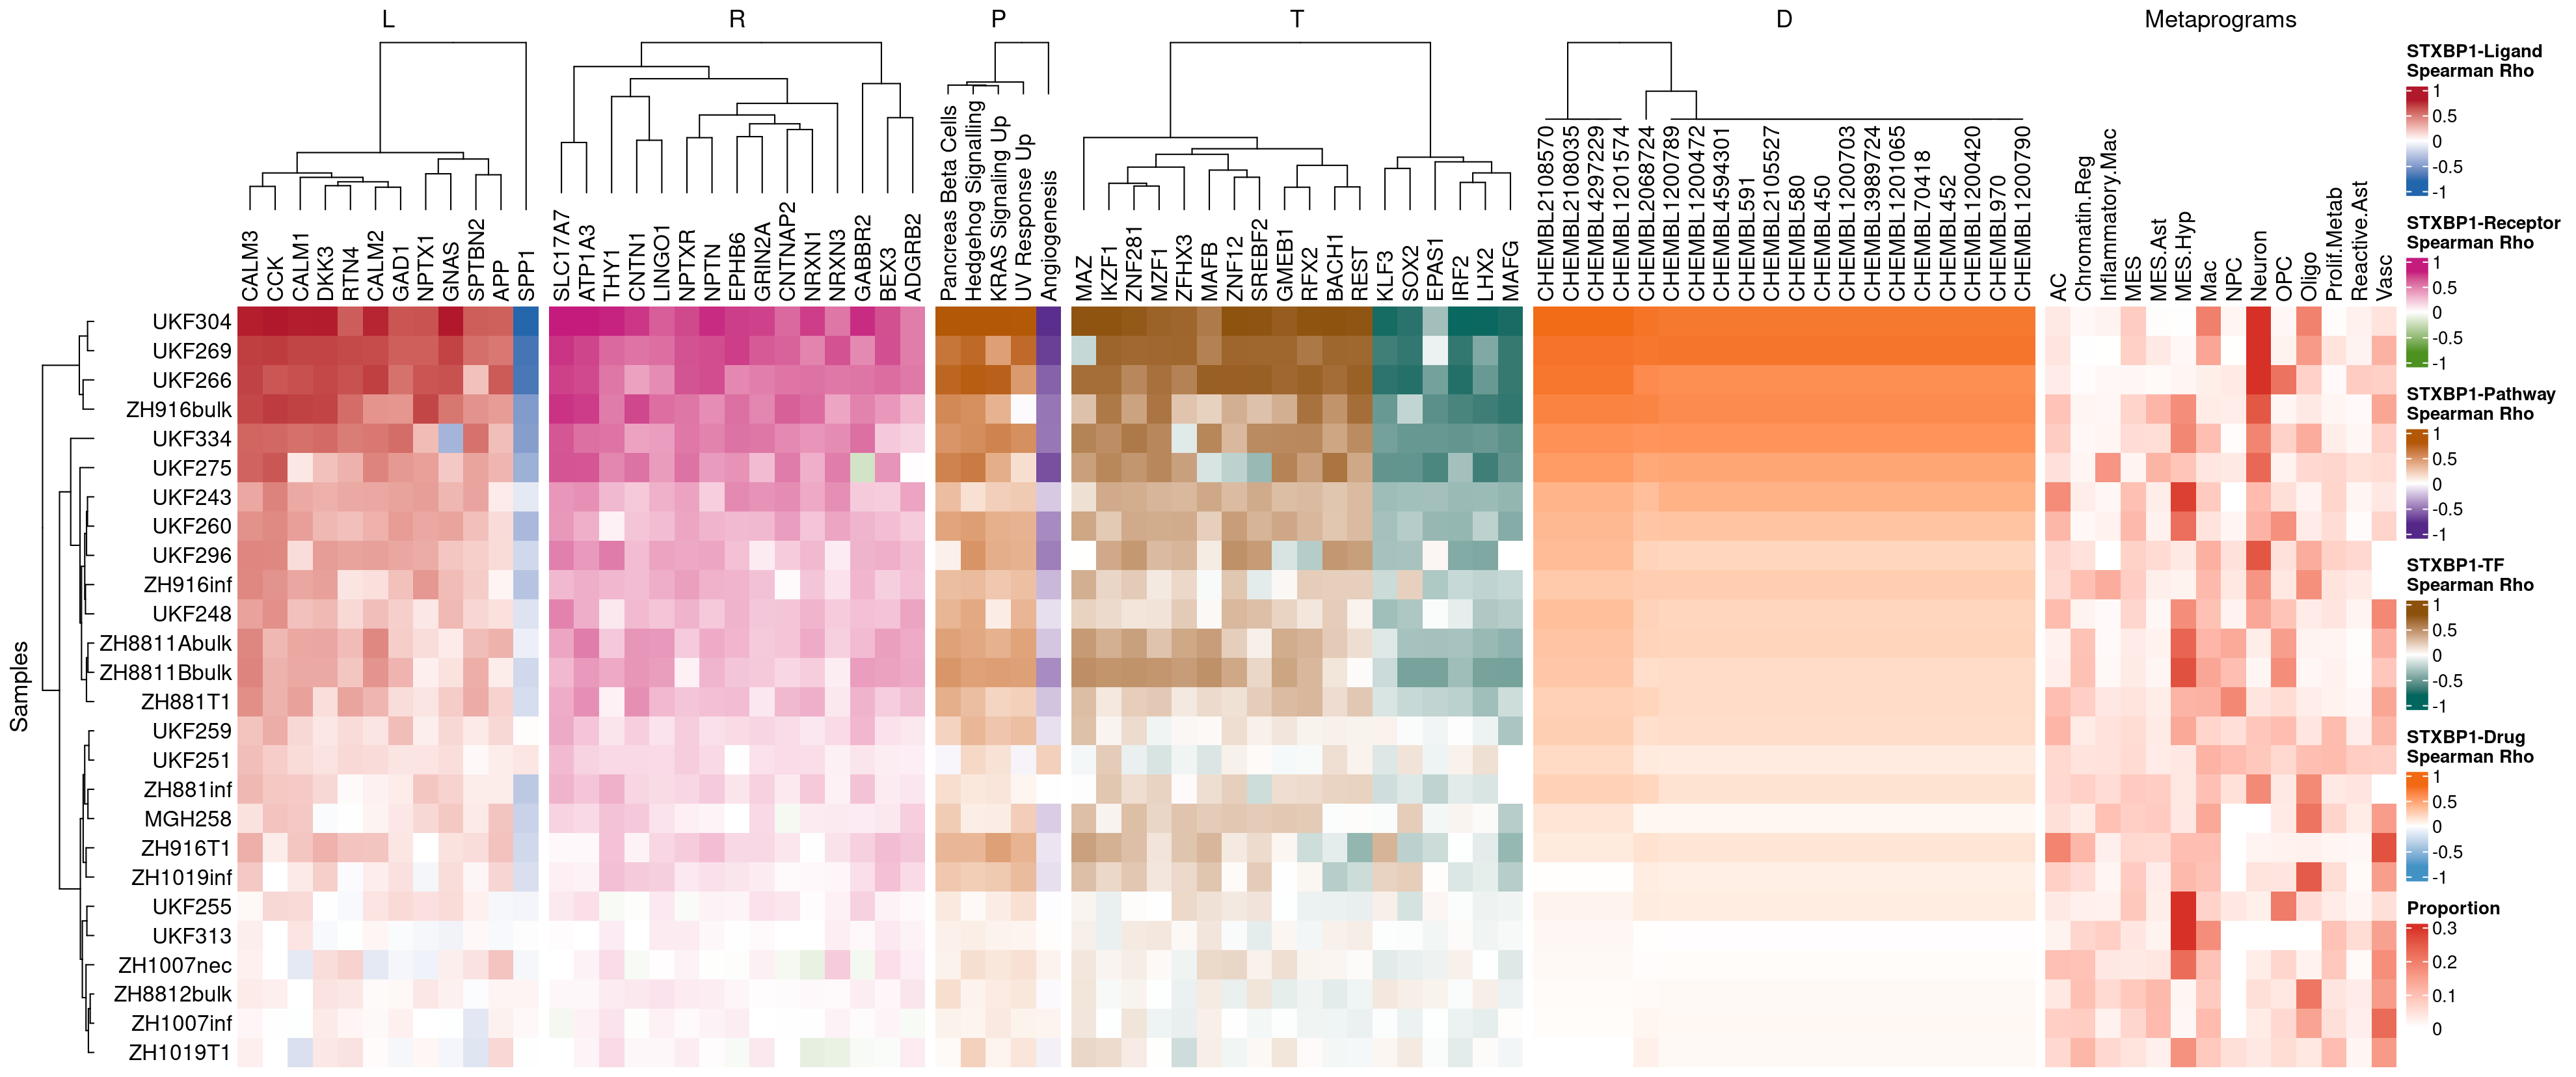 L R P T D Metaprograms
CALM3 CCK CALM1 DKK3 RTN4 CALM2 GAD1 NPTX1 GNAS SPTBN2 APP SPP1
SLC17A7 ATP1A3 THY1 CNTN1 LINGO1 NPTXR NPTN EPHB6 GRIN2A CNTNAP2 NRXN1 NRXN3 GABBR2 BEX3 ADGRB2
Pancreas Beta Cells
Hedgehog Signalling
KRAS Signaling Up
UV Response Up
Angiogenesis
MAZ IKZF1 ZNF281 MZF1 ZFHX3 MAFB ZNF12 SREBF2 GMEB1 RFX2 BACH1 REST KLF3 SOX2 EPAS1 IRF2 LHX2 MAFG
CHEMBL2108570
CHEMBL2108035
CHEMBL4297229
CHEMBL1201574
CHEMBL2068724
CHEMBL1200789
CHEMBL1200472
CHEMBL4594301
CHEMBL591
CHEMBL2105527
CHEMBL580
CHEMBL450
CHEMBL1200703
CHEMBL3989724
CHEMBL1201065
CHEMBL70418
CHEMBL452
CHEMBL1200420
CHEMBL970
CHEMBL1200790
AC
Chromatin.Reg
Inflammatory.Mac
MES
MES.Ast
MES.Hyp
Mac
NPC
Neuron
OPC
Oligo
Prolif.Metab
Reactive.Ast
Vasc
Samples
UKF304
UKF269
UKF266
ZH916bulk
UKF334
UKF275
UKF243
UKF260
UKF296
ZH916inf
UKF248
ZH8811Abulk
ZH8811Bbulk
ZH881T1
UKF259
UKF251
ZH881inf
MGH258
ZH916T1
ZH1019inf
UKF255
UKF313
ZH1007nec
ZH8812bulk
ZH1007inf
ZH1019T1
STXBP1-Ligand
Spearman Rho
1
0.5
0
-0.5
-1
STXBP1-Receptor
Spearman Rho
1
0.5
0
-0.5
-1
STXBP1-Pathway
Spearman Rho
1
0.5
0
-0.5
-1
STXBP1-TF
Spearman Rho
1
0.5
0
-0.5
-1
STXBP1-Drug
Spearman Rho
1
0.5
0
-0.5
-1
Proportion
0.3
0.2
0.1
0